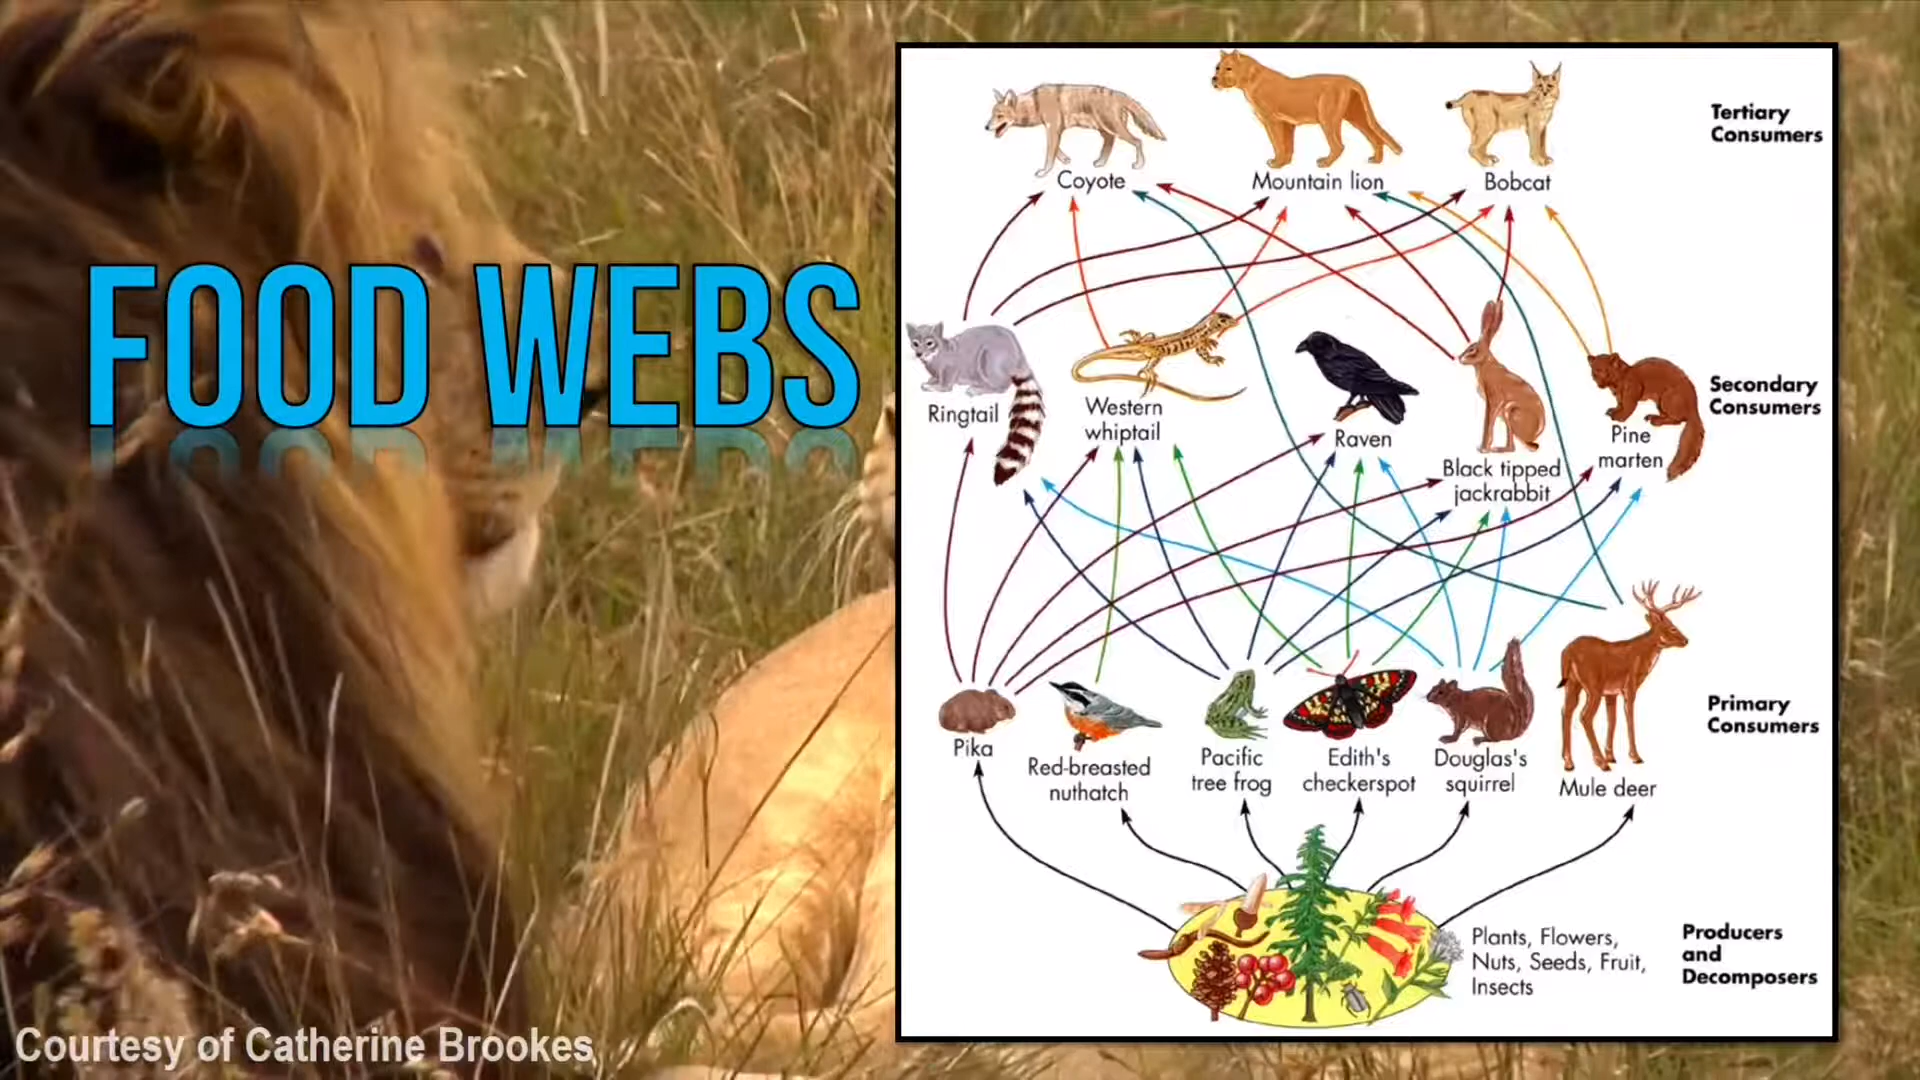 FOOD WEBS
Tertiary
Consumers
Coyote
Mountain lion
Bobcat
Secondary
Consumers
Ringtail
Western
whiptail
Raven
Black tipped
jackrabbit
Pine
marten
Primary
Consumers
Pika
Red-breasted
nuthatch
Pacific
tree frog
Edith's
checkerspot
Douglas's
squirrel
Mule deer
Plants, Flowers,
Nuts, Seeds, Fruit,
Insects
Producers
and
Decomposers
Courtesy of Catherine Brookes